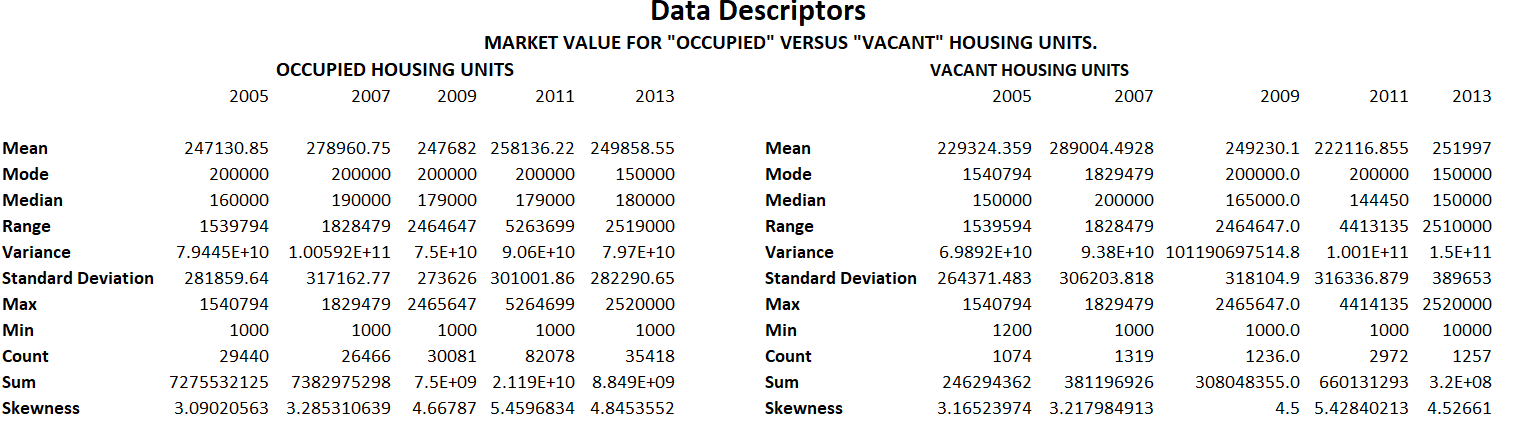 Data Descriptors
MARKET VALUE FOR "OCCUPIED" VERSUS "VACANT" HOUSING UNITS.
OCCUPIED HOUSING UNITS VACANT HOUSING UNITS
2005 2007 2009 2011 2013 2005 2007 2009 2011 2013
Mean 247130.85 278960.75 247682 258136.22 249858.55 Mean 229324.359 289004.4928 249230.1 222116.855 251997
Mode 200000 200000 200000 200000 150000 Mode 1540794 1829479 200000.0 200000 150000
Median 160000 190000 179000 179000 180000 Median 150000 200000 165000.0 144450 150000
Range 1539794 1828479 2464647 5263699 2519000 Range 1539594 1828479 2464647.0 4413135 2510000
Variance 7.9445E+10 1.00592E+11 7.5E+10 9.06E+10 7.97E+10 Variance 6.9892E+10 9.38E+10 101190697514.8 1.001E+11 1.5E+11
Standard Deviation 281859.64 317162.77 273626 301001.86 282290.65 Standard Deviation 264371.483 306203.818 318104.9 316336.879 389653
Max 1540794 1829479 2465647 5264699 2520000 Max 1540794 1829479 2465647.0 4414135 2520000
Min 1000 1000 1000 1000 1000 Min 1200 1000 1000.0 1000 10000
Count 29440 26466 30081 82078 35418 Count 1074 1319 1236.0 2972 1257
Sum 7275532125 7382975298 7.5E+09 2.119E+10 8.849E+09 Sum 246294362 381196926 308048355.0 660131293 3.2E+08
Skewness 3.09020563 3.285310639 4.66787 5.4596834 4.8453552 Skewness 3.16523974 3.217984913 4.5 5.42840213 4.52661